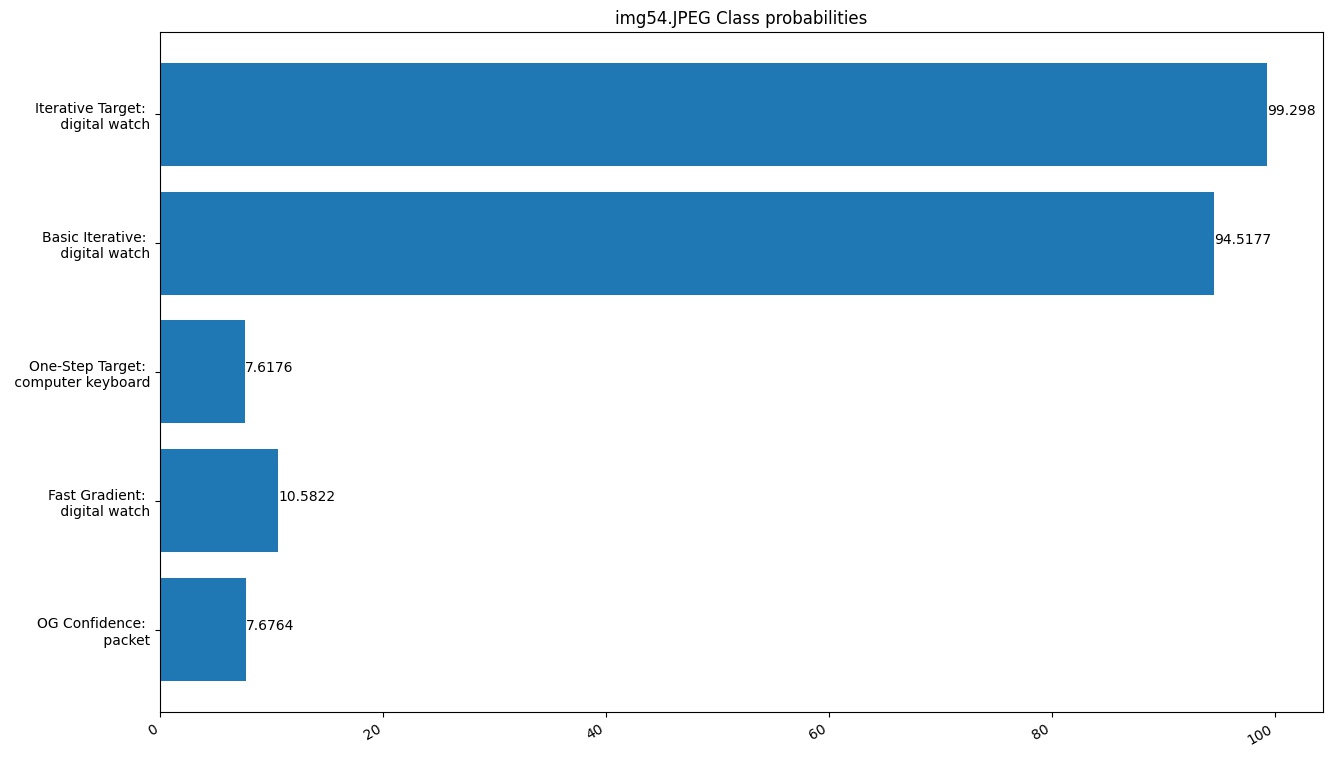 img54.JPEG Class probabilities
Iterative Target:
digital watch
99.298
Basic Iterative:
digital watch
94.5177
One-Step Target:
computer keyboard
7.6176
Fast Gradient:
digital watch
10.5822
OG Confidence:
packet
7.6764
0
20
40
60
80
100